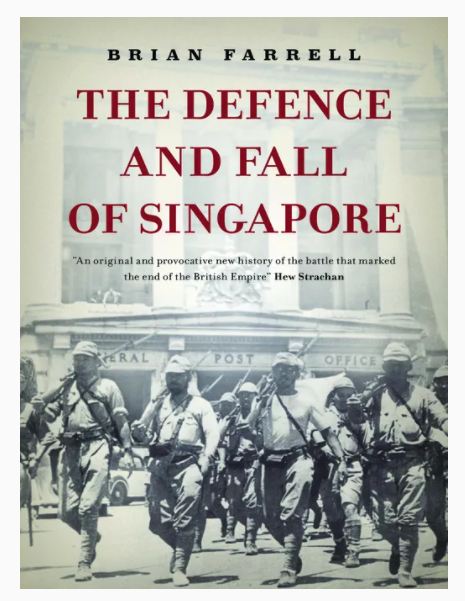 BRIAN FARRELL
THE DEFENCE
AND FALL
OF SINGAPORE
"An original and provocative new history of the battle that marked
the end of the British Empire" Hew Strachan
ERAL POST OFFICE